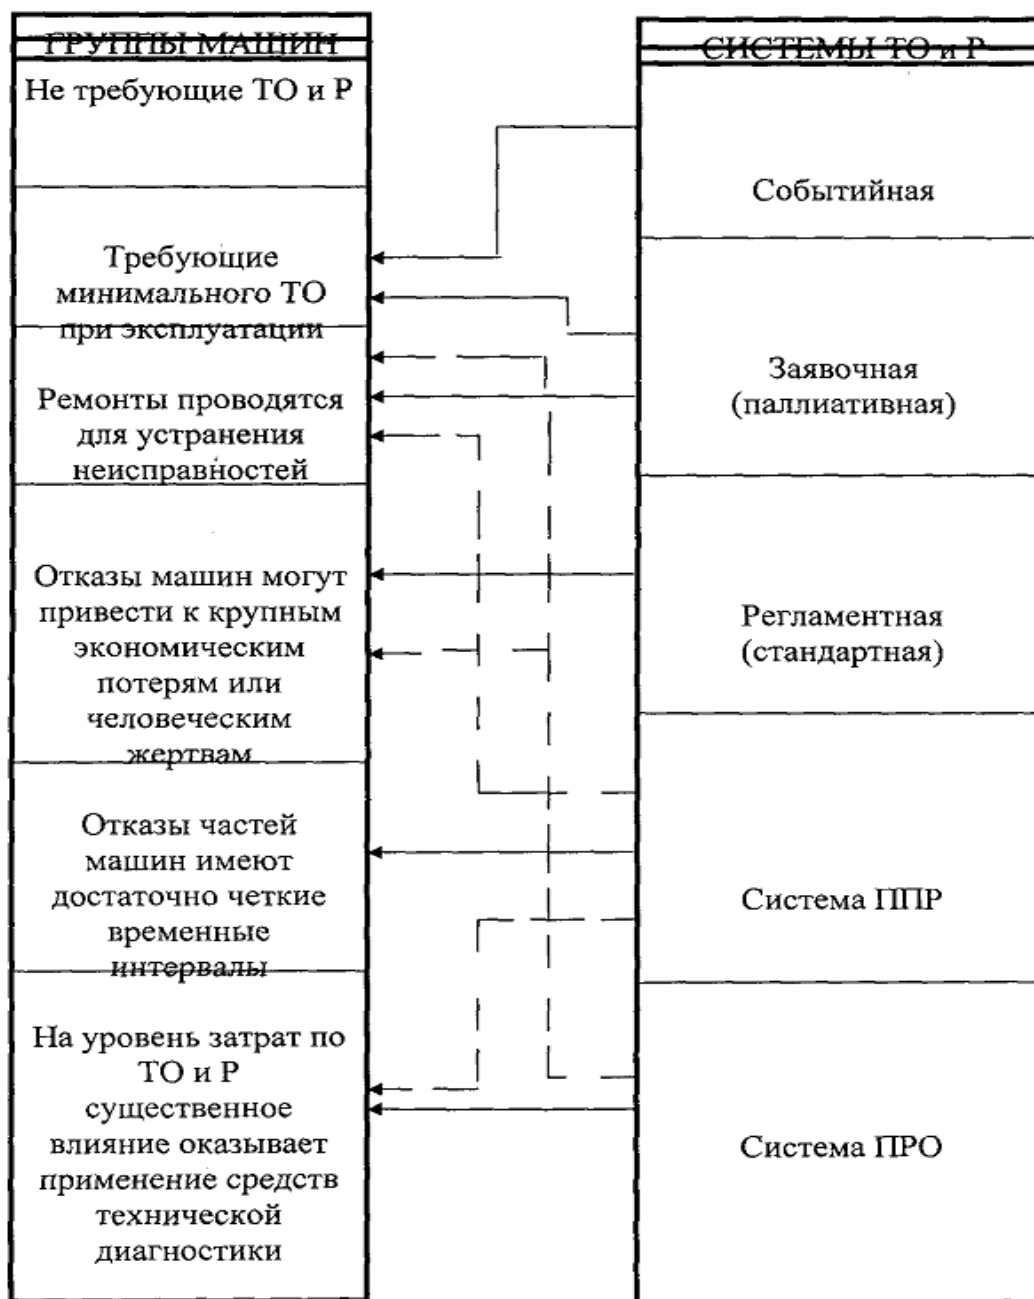 ГРУППЫ МАШИН
Не требующие ТО и Р
Требующие
минимального ТО
при эксплуатации
Ремонты проводятся
для устранения
неисправностей
Отказы машин могут
привести к крупным
экономическим
потерям или
человеческим
жертвам
Отказы частей
машин имеют
достаточно четкие
временные
интервалы
На уровень затрат по
ТО и Р
существенное
влияние оказывает
применение средств
технической
диагностики
СИСТЕМЫ ТО и Р
Событийная
Заявочная
(паллиативная)
Регламентная
(стандартная)
Система ППР
Система ПРО